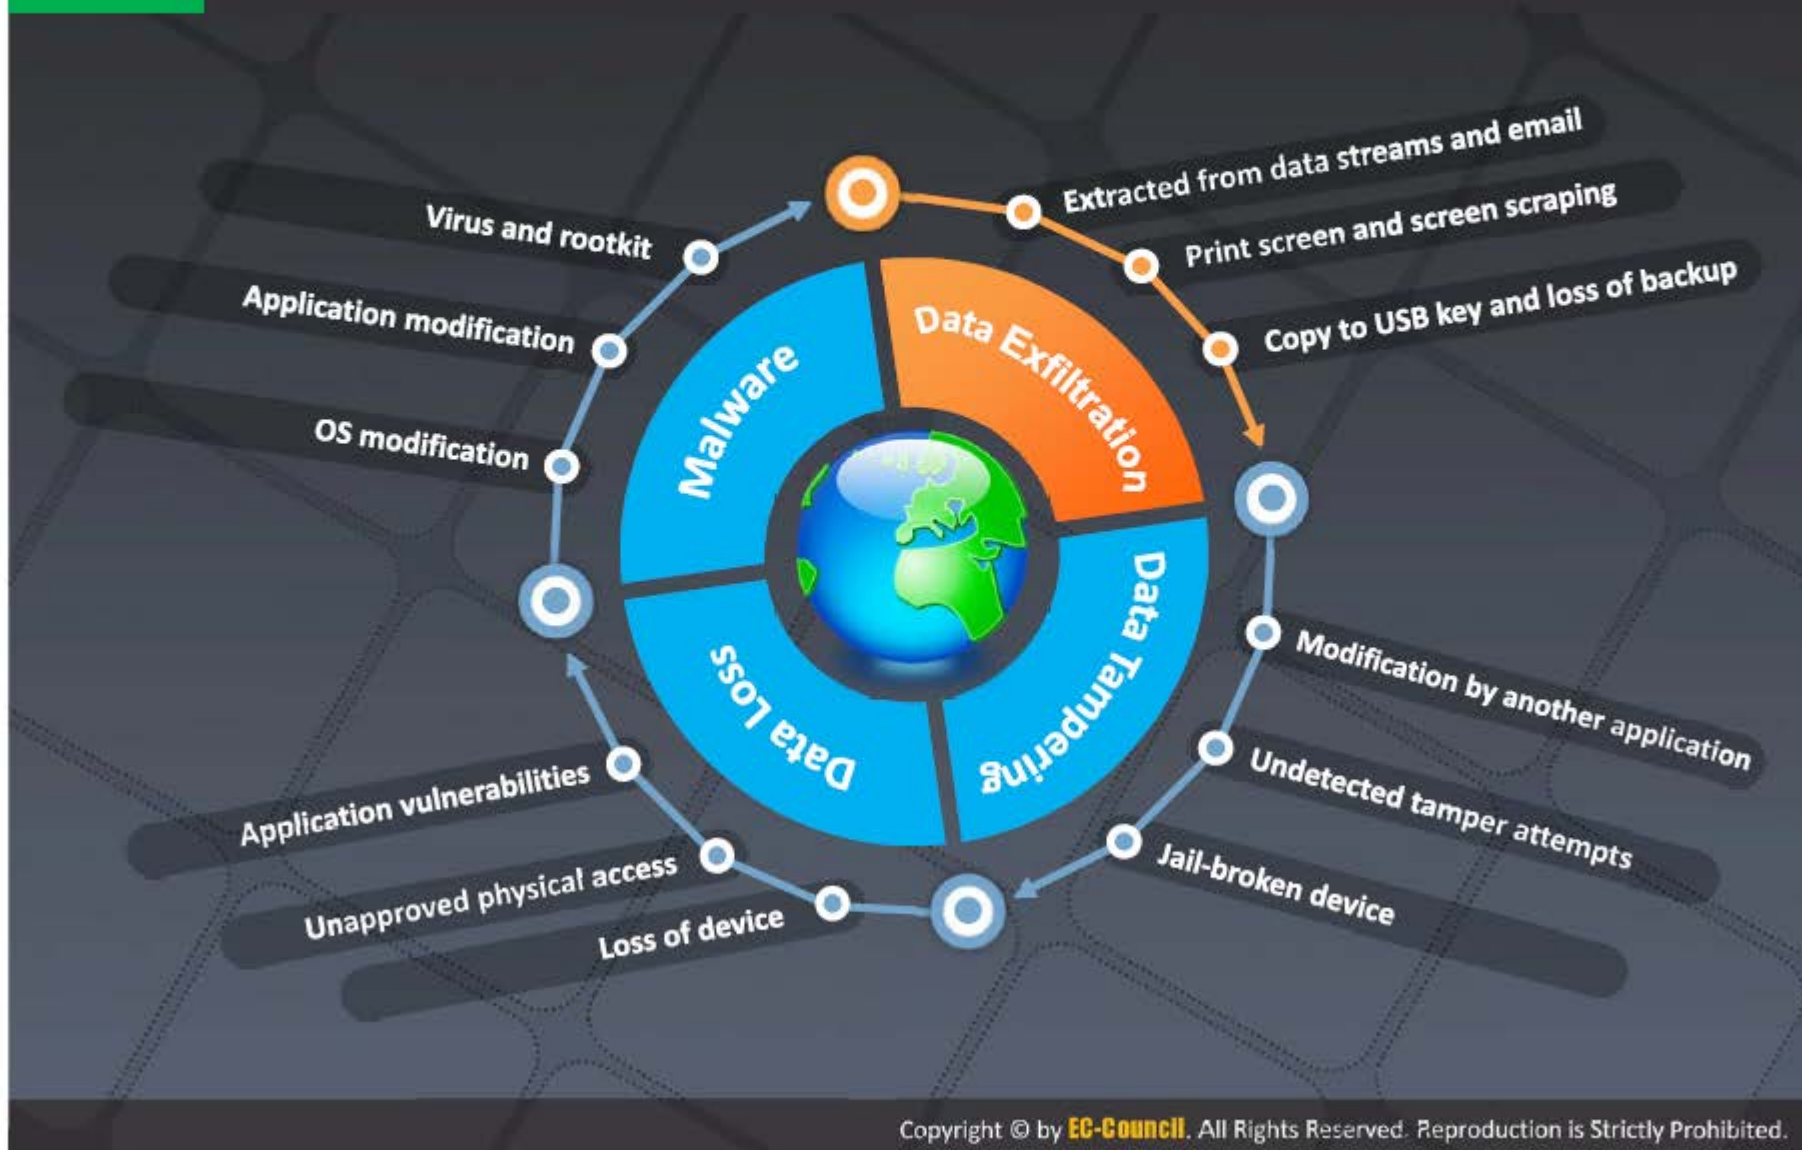 Malware
Virus and rootkit
Application modification
OS modification
Data Exfiltration
Extracted from data streams and email
Print screen and screen scraping
Copy to USB key and loss of backup
Data Tampering
Modification by another application
Undetected tamper attempts
Jail-broken device
Data Loss
Application vulnerabilities
Unapproved physical access
Loss of device
Copyright © by EC-Council. All Rights Reserved. Reproduction is Strictly Prohibited.